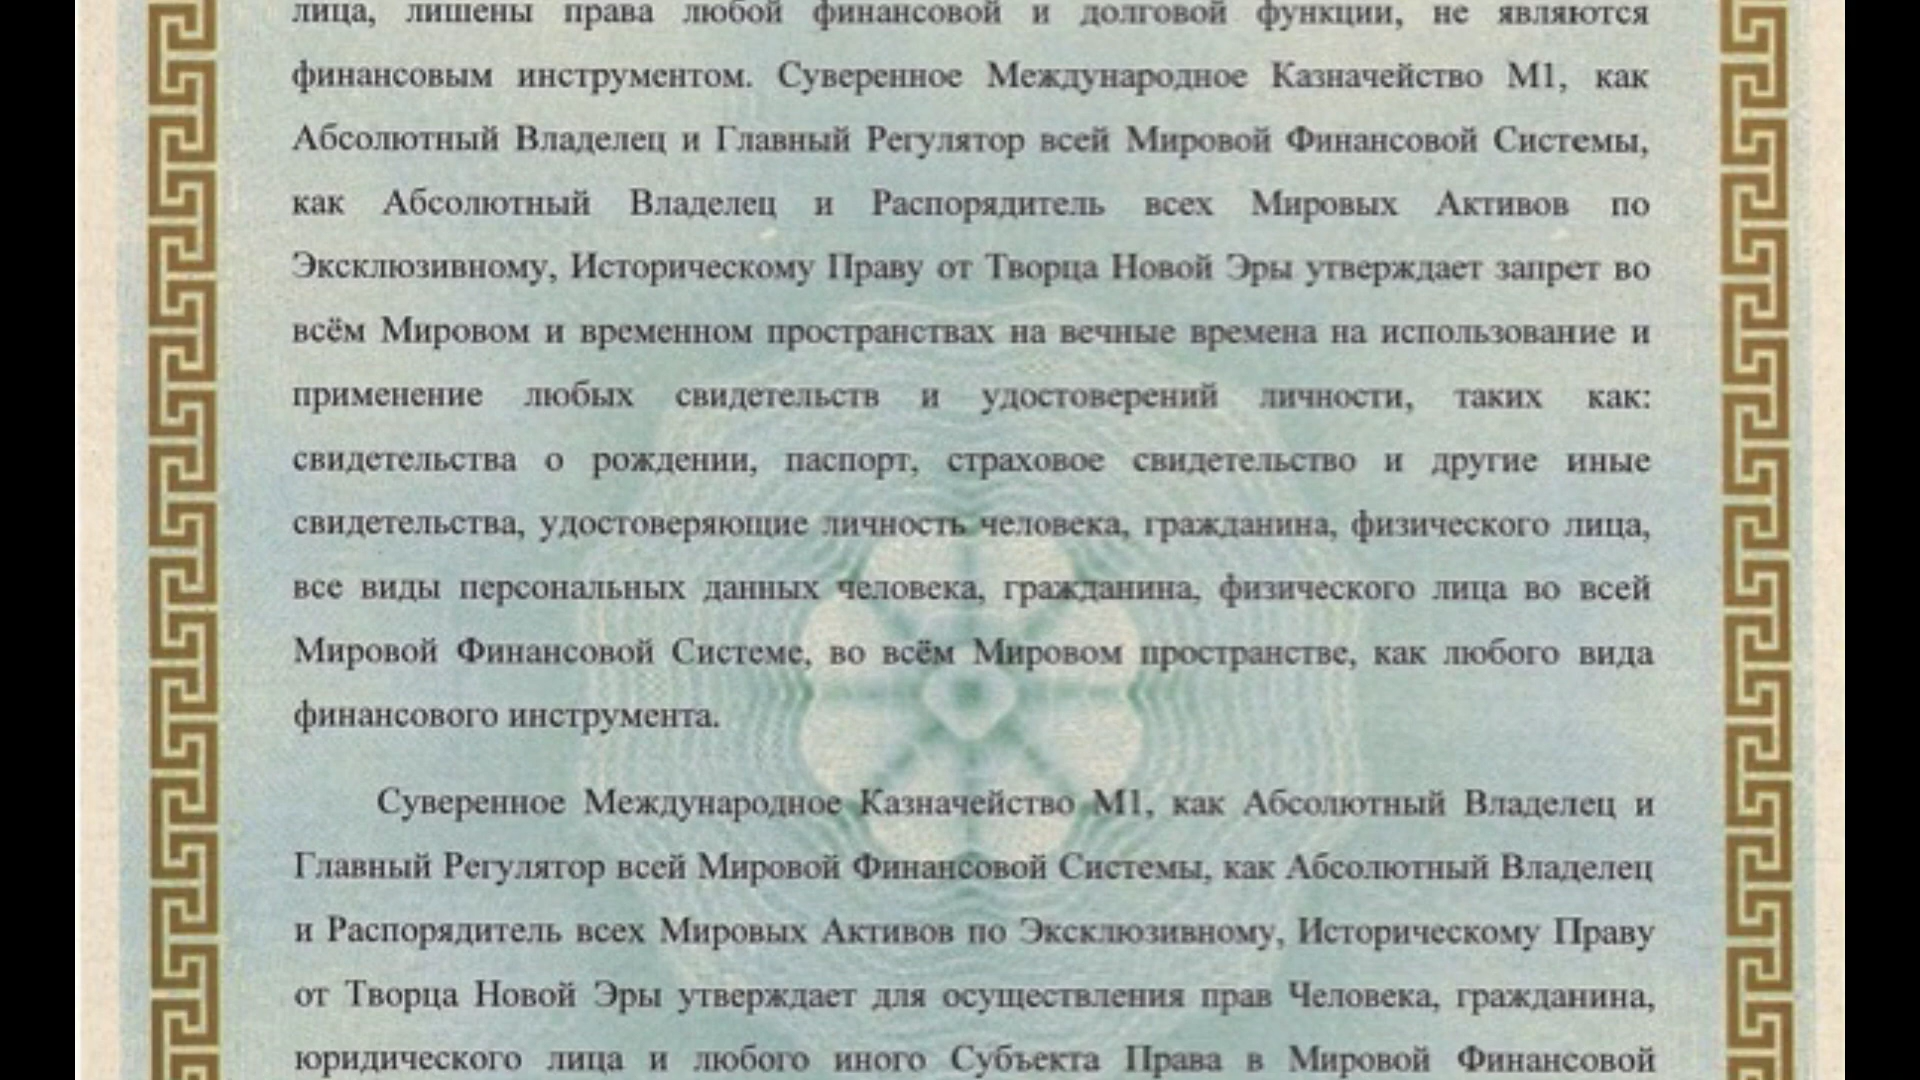 лица, лишены права любой финансовой и долговой функции, не являются
финансовым инструментом. Суверенное Международное Казначейство М1, как
Абсолютный Владелец и Главный Регулятор всей Мировой Финансовой Системы,
как Абсолютный Владелец и Распорядитель всех Мировых Активов по
Эксклюзивному, Историческому Праву от Творца Новой Эры утверждает запрет во
всём Мировом и временном пространствах на вечные времена на использование и
применение любых свидетельств и удостоверений личности, таких как:
свидетельства о рождении, паспорт, страховое свидетельство и другие иные
свидетельства, удостоверяющие личность человека, гражданина, физического лица,
все виды персональных данных человека, гражданина, физического лица во всей
Мировой Финансовой Системе, во всём Мировом пространстве, как любого вида
финансового инструмента.
Суверенное Международное Казначейство М1, как Абсолютный Владелец и
Главный Регулятор всей Мировой Финансовой Системы, как Абсолютный Владелец
и Распорядитель всех Мировых Активов по Эксклюзивному, Историческому Праву
от Творца Новой Эры утверждает для осуществления прав Человека, гражданина,
юридического лица и любого иного Субъекта Права в Мировой Финансовой